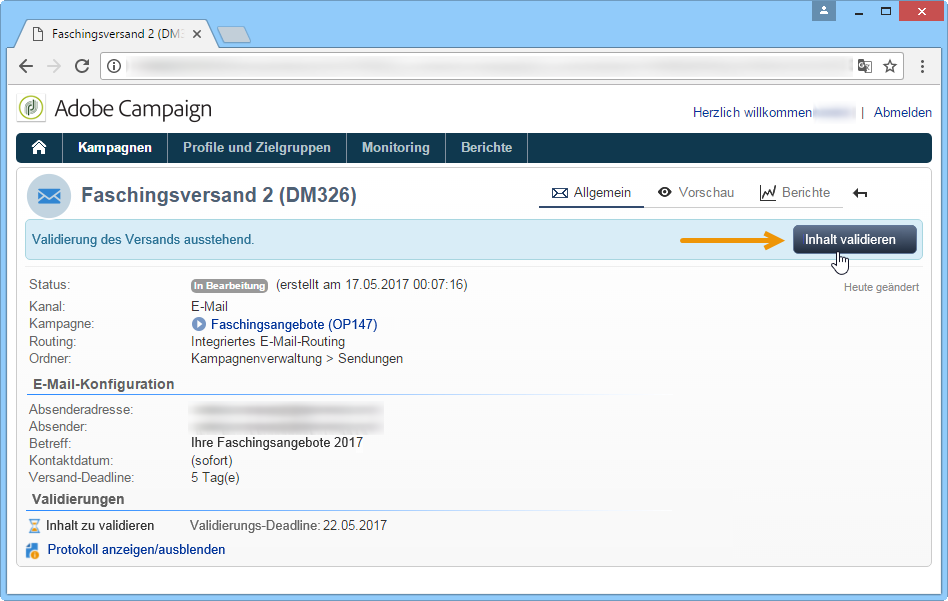 Faschingsversand 2 (DM3
Adobe Campaign
Herzlich willkommen | Abmelden
Kampagnen Profile und Zielgruppen Monitoring Berichte
Faschingsversand 2 (DM326) Allgemein Vorschau Berichte
Validierung des Versands ausstehend. Inhalt validieren
Status: In Bearbeitung (erstellt am 17.05.2017 00:07:16) Heute geändert
Kanal: E-Mail
Kampagne: Faschingsangebote (OP147)
Routing: Integriertes E-Mail-Routing
Ordner: Kampagnenverwaltung > Sendungen
E-Mail-Konfiguration
Absenderadresse:
Absender:
Betreff: Ihre Faschingsangebote 2017
Kontaktdatum: (sofort)
Versand-Deadline: 5 Tag(e)
Validierungen
Inhalt zu validieren Validierungs-Deadline: 22.05.2017
Protokoll anzeigen/ausblenden